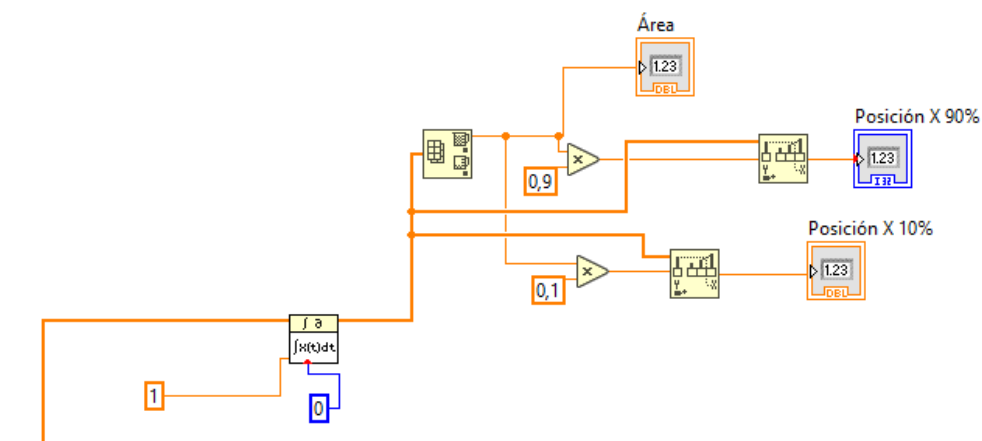 Área
1.23
DBL
Posición X 90%
1.23
I32
x
0,9
Y
X
Posición X 10%
1.23
DBL
x
0,1
Y
X
∫ ∂
∫x(t)dt
1
0